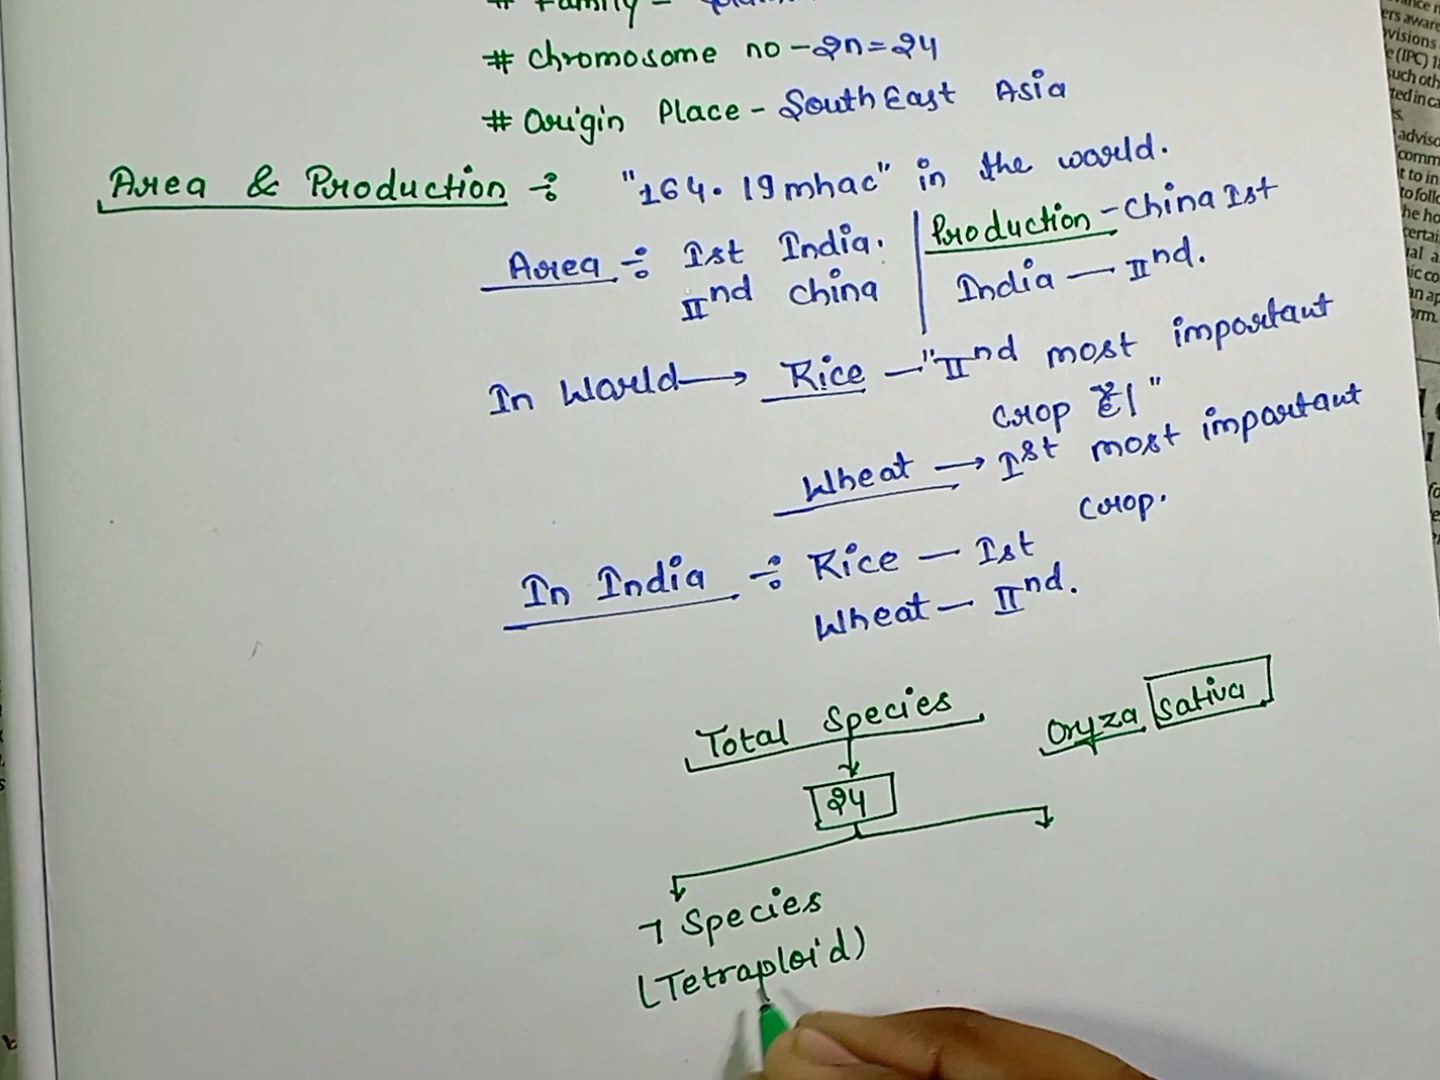 # Family -
# Chromosome no - 2n=24
# Origin Place - South East Asia
Area & Production ÷ "164.19 mhac" in the world.
Area ÷ Ist India.
IInd China
Production - China Ist
India — IInd.
In World → Rice — "IInd most important
crop है।"
Wheat → Ist most important
crop.
In India ÷ Rice — Ist
Wheat — IInd.
Total Species
24
Oryza Sativa
7 Species
(Tetraploid)